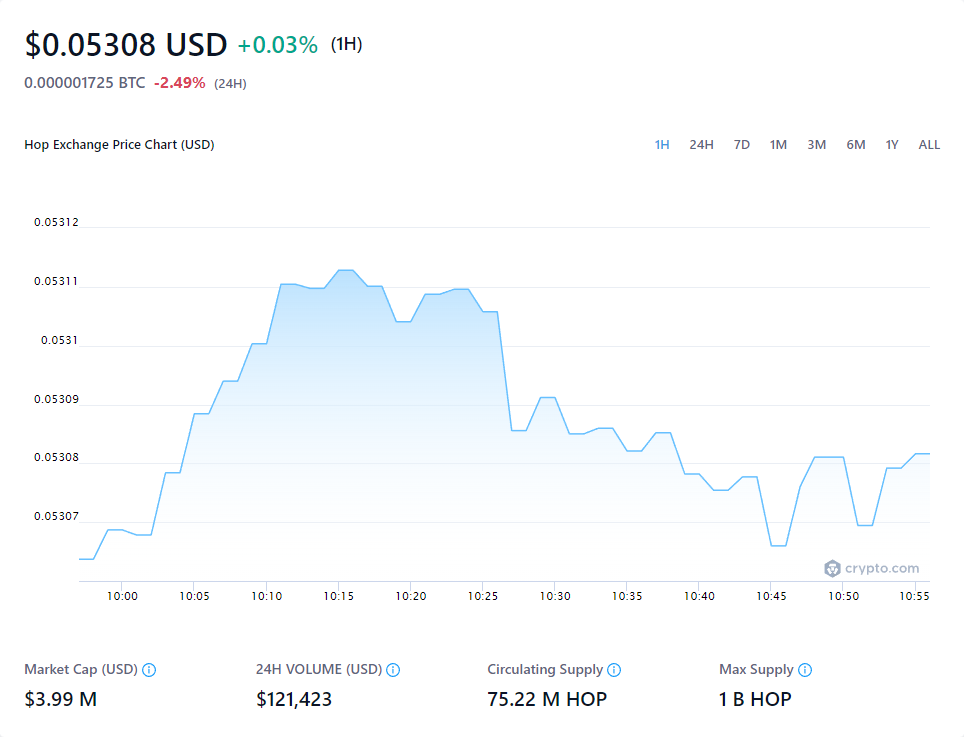 $0.05308 USD +0.03% (1H)
0.000001725 BTC -2.49% (24H)
Hop Exchange Price Chart (USD) 1H 24H 7D 1M 3M 6M 1Y ALL
0.05312
0.05311
0.0531
0.05309
0.05308
0.05307
crypto.com
10:00 10:05 10:10 10:15 10:20 10:25 10:30 10:35 10:40 10:45 10:50 10:55
Market Cap (USD) 24H VOLUME (USD) Circulating Supply Max Supply
$3.99 M $121,423 75.22 M HOP 1 B HOP